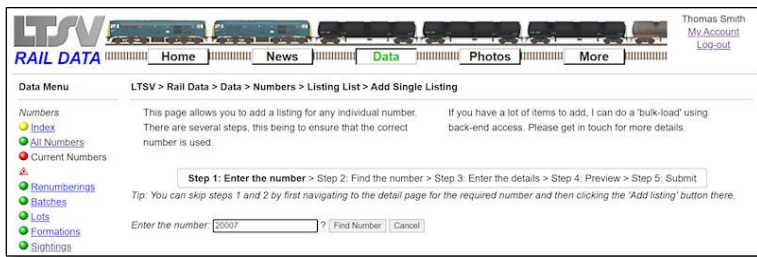 LTSV
RAIL DATA
Home
News
Data
Photos
More
Thomas Smith
My Account
Log-out
Data Menu
Numbers
Index
All Numbers
Current Numbers
Renumberings
Batches
Lots
Formations
Sightings
LTSV > Rail Data > Data > Numbers > Listing List > Add Single Listing
This page allows you to add a listing for any individual number.
There are several steps, this being to ensure that the correct
number is used.
If you have a lot of items to add, I can do a 'bulk-load' using
back-end access. Please get in touch for more details.
Step 1: Enter the number > Step 2: Find the number > Step 3: Enter the details > Step 4: Preview > Step 5: Submit
Tip: You can skip steps 1 and 2 by first navigating to the detail page for the required number and then clicking the 'Add listing' button there.
Enter the number: 20007 ? Find Number Cancel